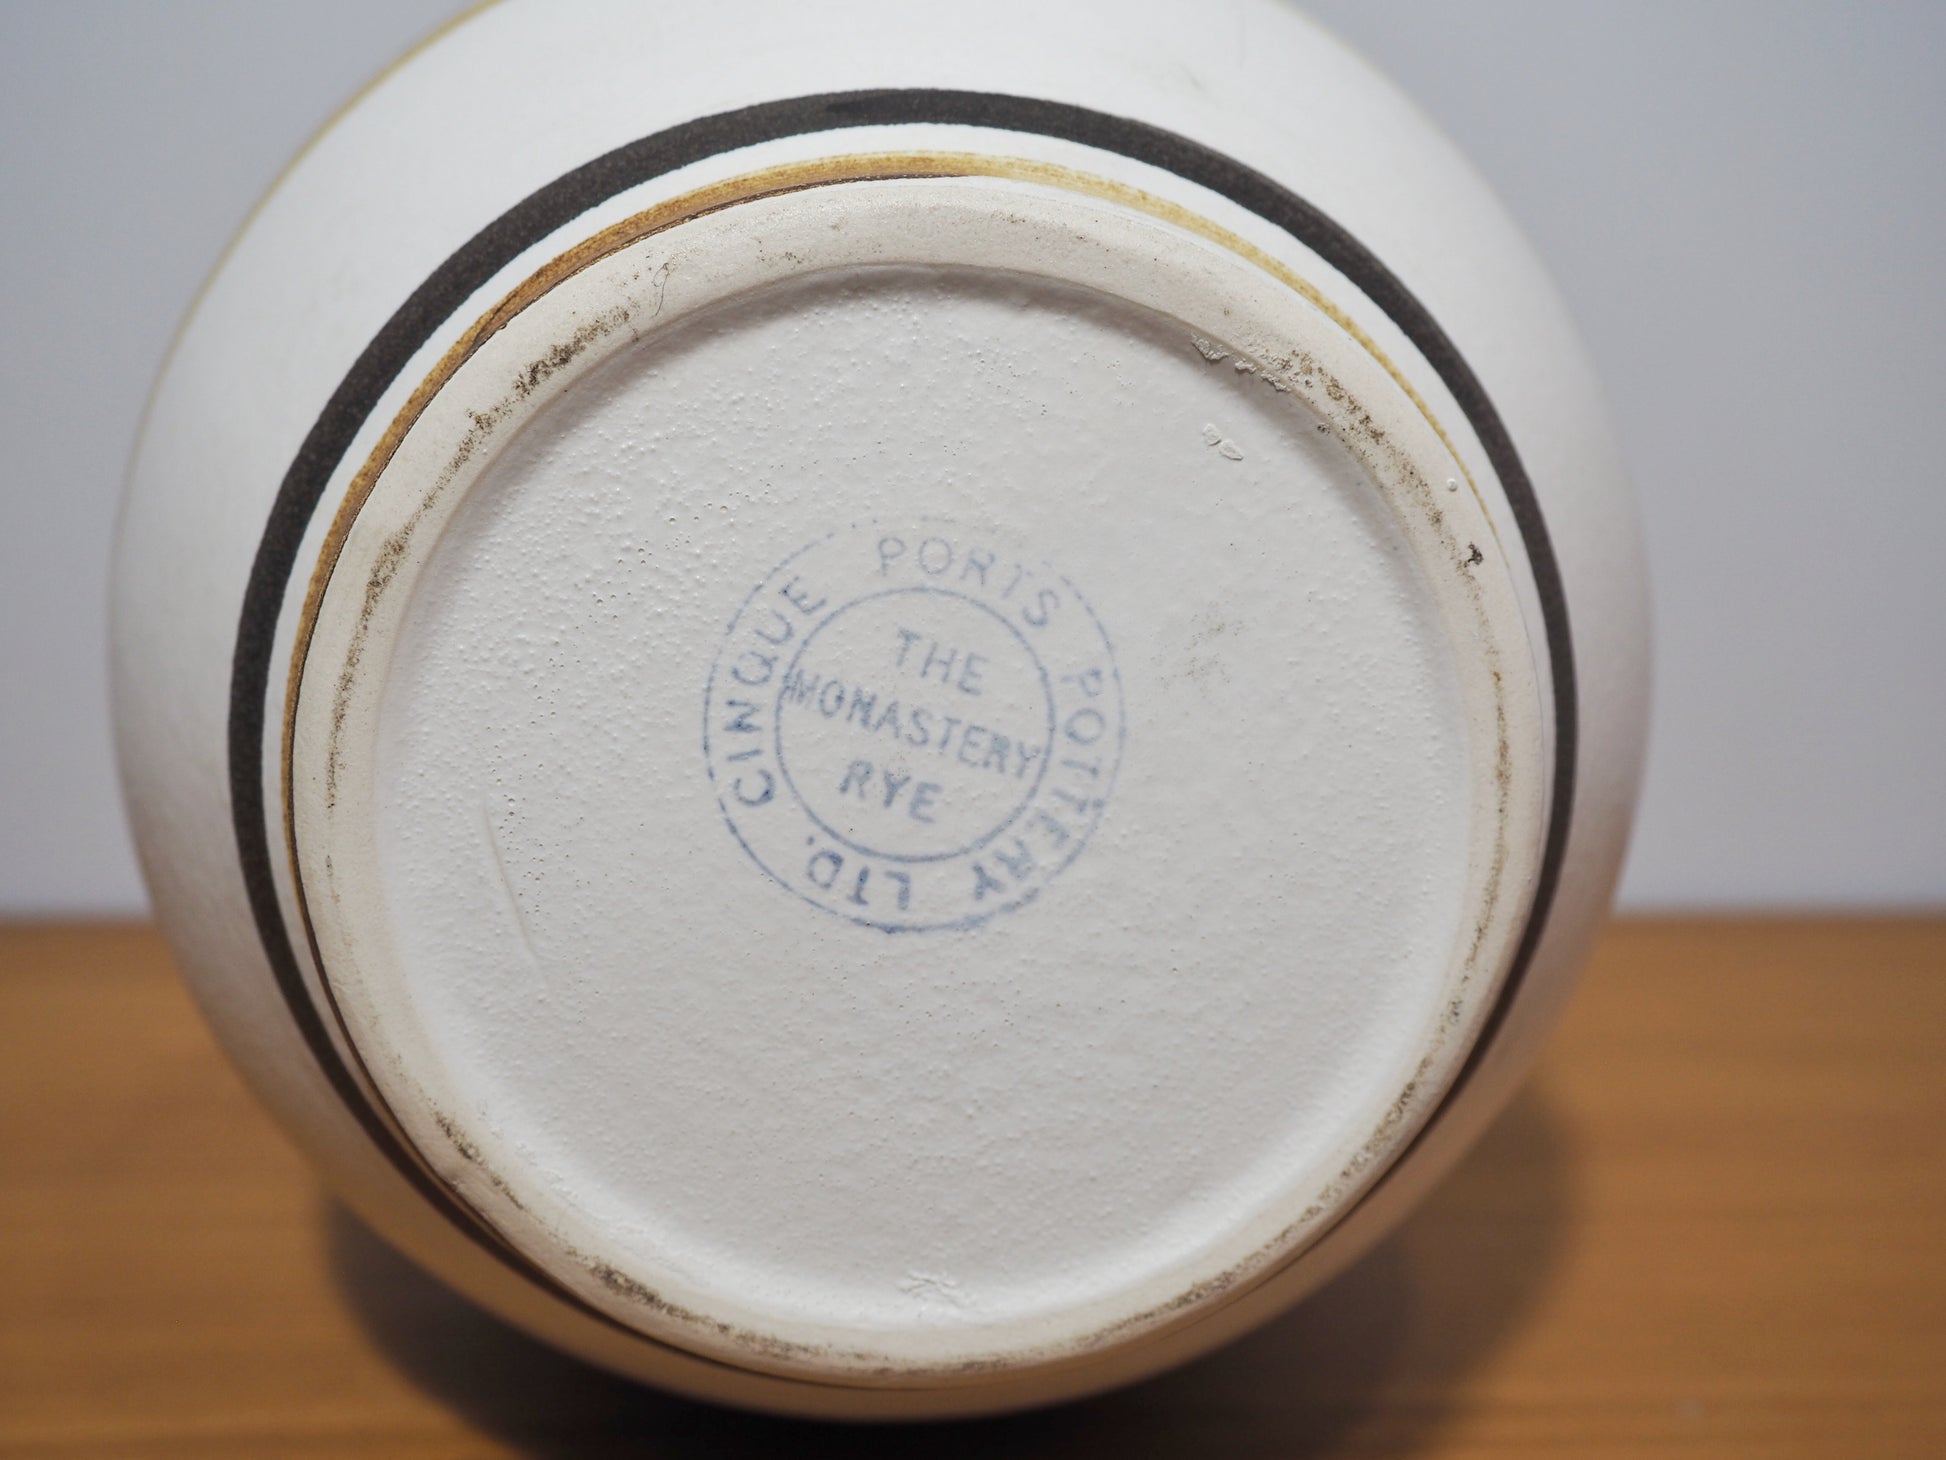 CINQUE PORTS POTTERY LTD.
THE
MONASTERY
RYE